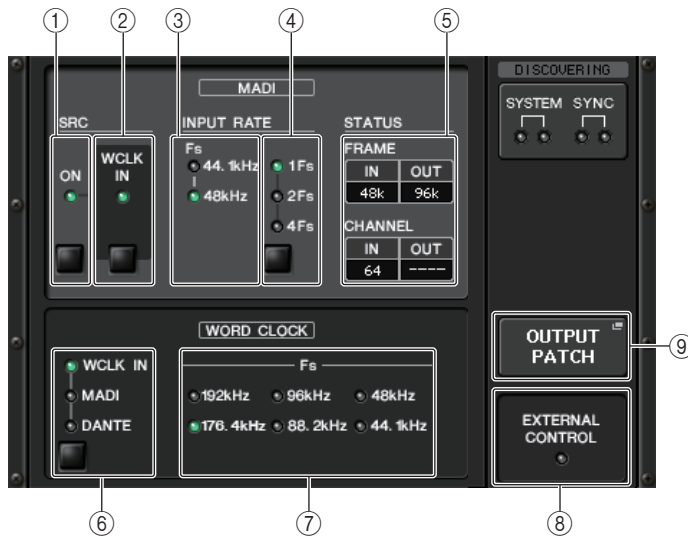 ① ② ③ ④ ⑤
DISCOVERING
MADI
SYSTEM SYNC
SRC
INPUT RATE
STATUS
ON
WCLK
IN
Fs
44.1kHz
48kHz
1Fs
2Fs
4Fs
FRAME
IN OUT
48k 96k
CHANNEL
IN OUT
64 ----
WORD CLOCK
WCLK IN
MADI
DANTE
Fs
192kHz 96kHz 48kHz
176.4kHz 88.2kHz 44.1kHz
OUTPUT
PATCH
⑨
EXTERNAL
CONTROL
⑥ ⑦ ⑧